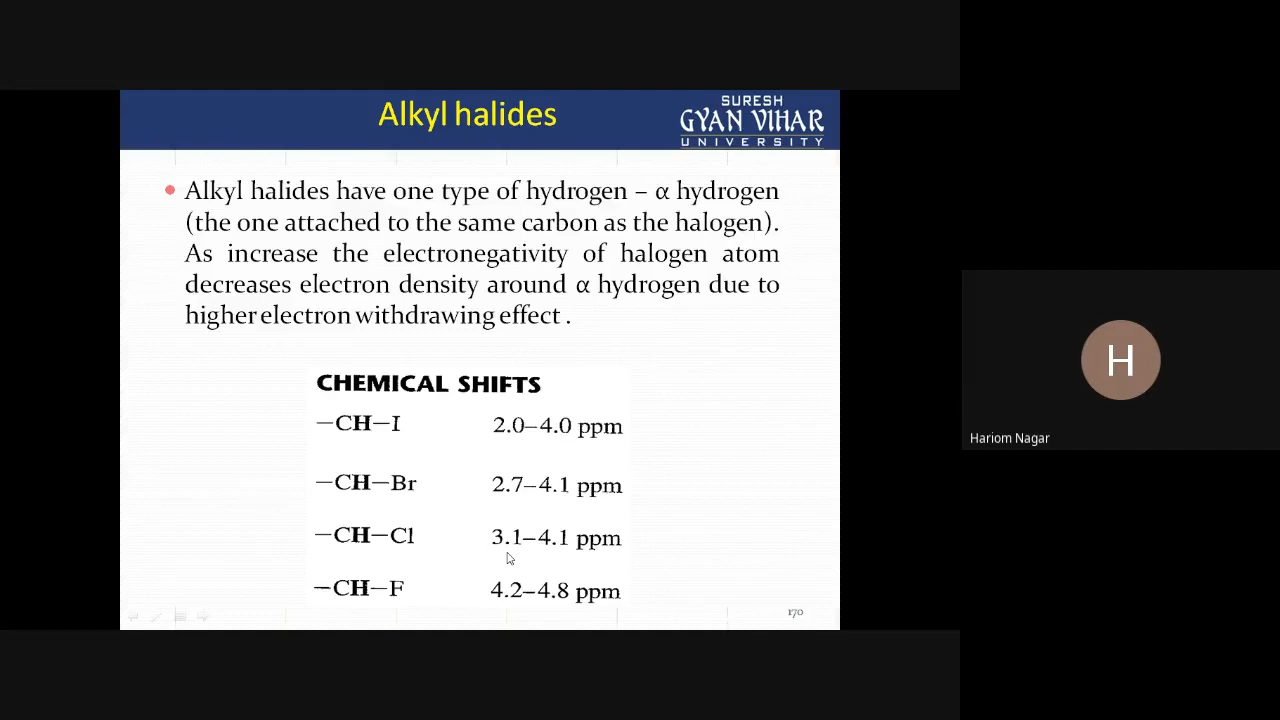 Alkyl halides
SURESH
GYAN VIHAR
UNIVERSITY
• Alkyl halides have one type of hydrogen – α hydrogen
(the one attached to the same carbon as the halogen).
As increase the electronegativity of halogen atom
decreases electron density around α hydrogen due to
higher electron withdrawing effect .
CHEMICAL SHIFTS
—CH—I 2.0–4.0 ppm
—CH—Br 2.7–4.1 ppm
—CH—Cl 3.1–4.1 ppm
—CH—F 4.2–4.8 ppm
170
H
Hariom Nagar